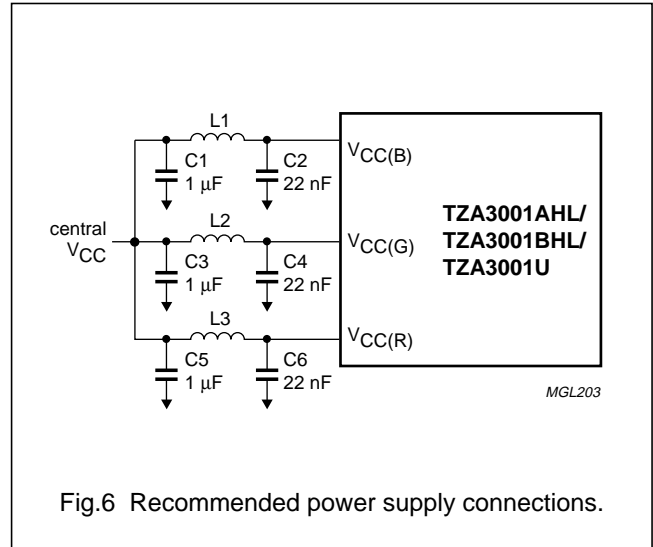 L1
C1
1 μF
C2
22 nF
VCC(B)
central
VCC
L2
C3
1 μF
C4
22 nF
VCC(G)
TZA3001AHL/
TZA3001BHL/
TZA3001U
L3
C5
1 μF
C6
22 nF
VCC(R)
MGL203
Fig.6 Recommended power supply connections.